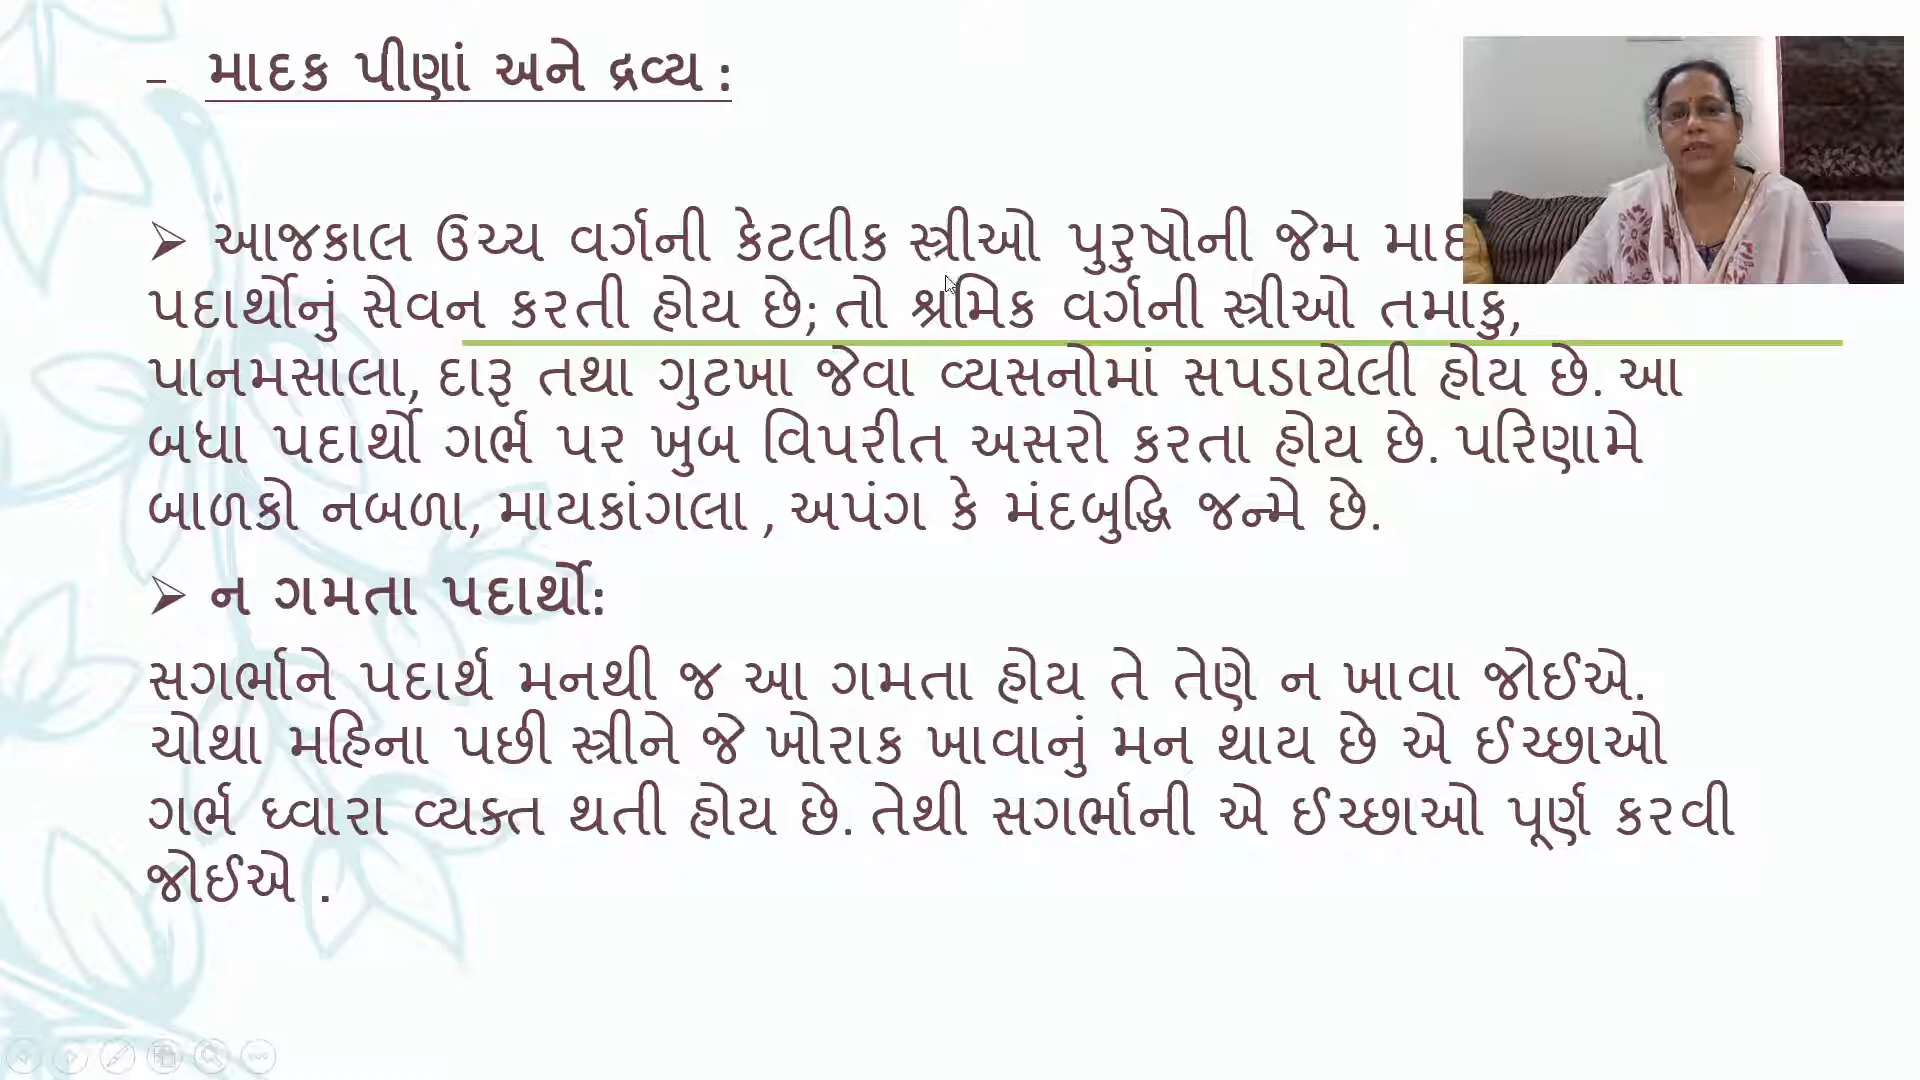 – માદક પીણાં અને દ્રવ્ય :
➢ આજકાલ ઉચ્ચ વર્ગની કેટલીક સ્ત્રીઓ પુરુષોની જેમ
પદાર્થોનું સેવન કરતી હોય છે; તો શ્રમિક વર્ગની સ્ત્રીઓ તમાકુ,
પાનમસાલા, દારૂ તથા ગુટખા જેવા વ્યસનોમાં સપડાયેલી હોય છે. આ
બધા પદાર્થો ગર્ભ પર ખુબ વિપરીત અસરો કરતા હોય છે. પરિણામે
બાળકો નબળા, માયકાંગલા , અપંગ કે મંદબુદ્ધિ જન્મે છે.
➢ ન ગમતા પદાર્થો:
સગર્ભાને પદાર્થ મનથી જ આ ગમતા હોય તે તેણે ન ખાવા જોઈએ.
ચોથા મહિના પછી સ્ત્રીને જે ખોરાક ખાવાનું મન થાય છે એ ઈચ્છાઓ
ગર્ભ ધ્વારા વ્યક્ત થતી હોય છે. તેથી સગર્ભાની એ ઈચ્છાઓ પૂર્ણ કરવી
જોઈએ .